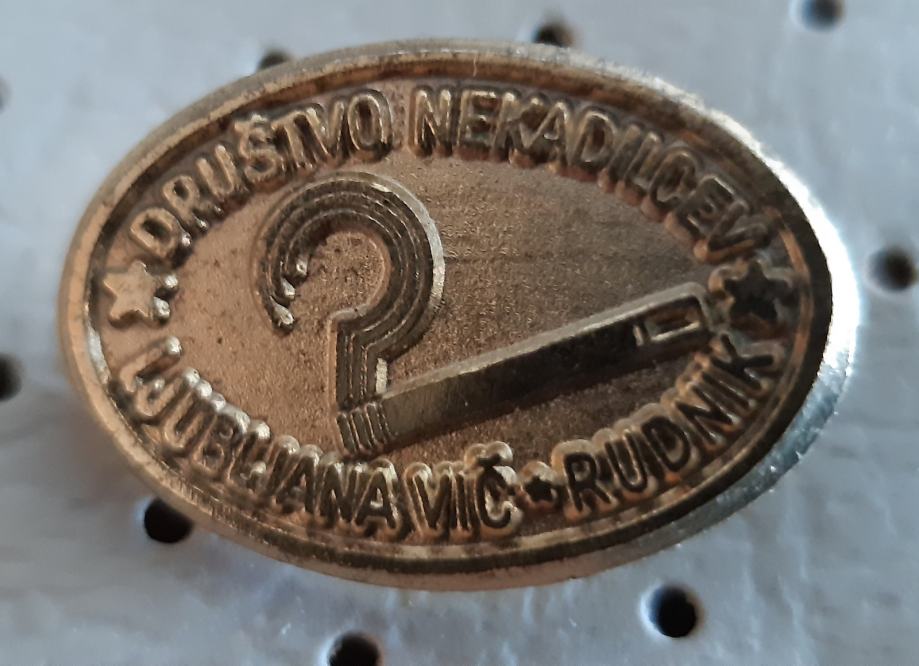 DRUŠTVO NEKADILCEV
LJUBLJANA VIČ RUDNIK